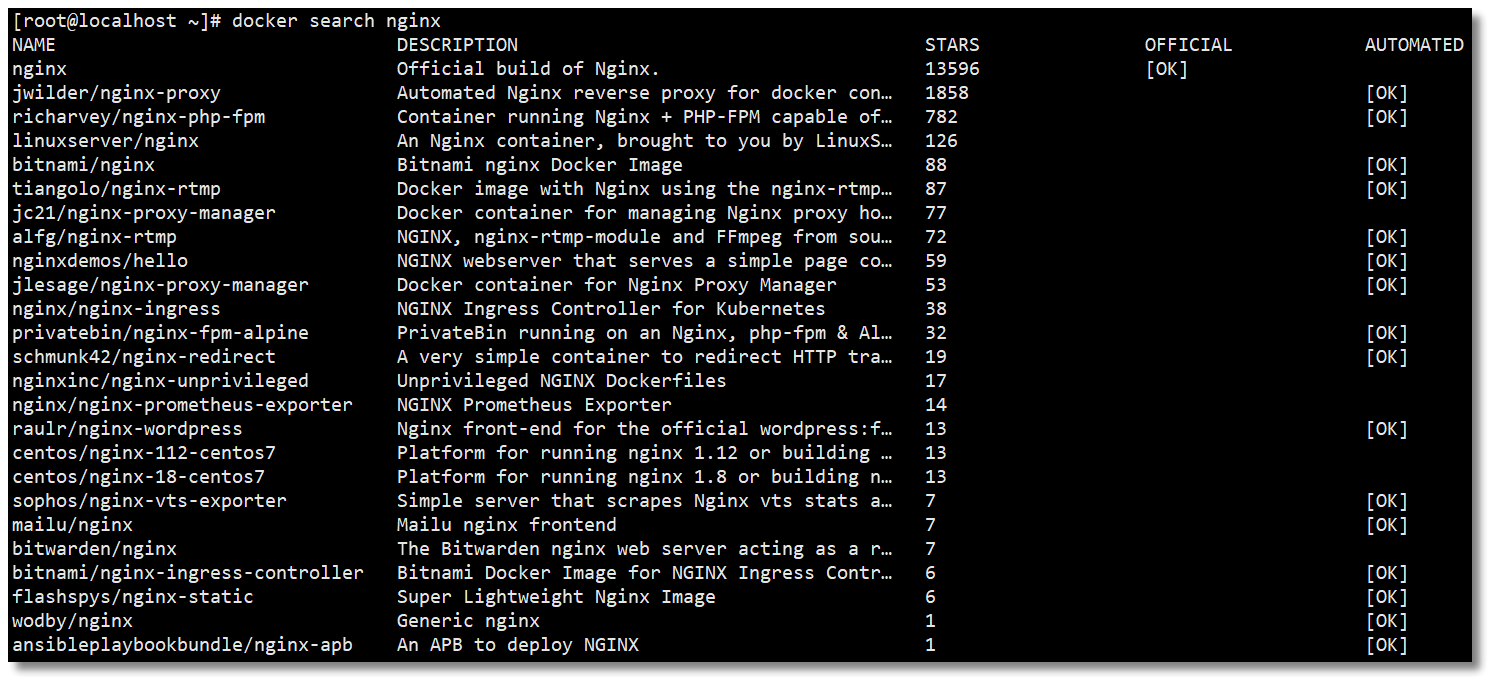 [root@localhost ~]# docker search nginx
NAME DESCRIPTION STARS OFFICIAL AUTOMATED
nginx Official build of Nginx. 13596 [OK]
jwilder/nginx-proxy Automated Nginx reverse proxy for docker con… 1858 [OK]
richarvey/nginx-php-fpm Container running Nginx + PHP-FPM capable of… 782 [OK]
linuxserver/nginx An Nginx container, brought to you by LinuxS… 126
bitnami/nginx Bitnami nginx Docker Image 88 [OK]
tiangolo/nginx-rtmp Docker image with Nginx using the nginx-rtmp… 87 [OK]
jc21/nginx-proxy-manager Docker container for managing Nginx proxy ho… 77
alfg/nginx-rtmp NGINX, nginx-rtmp-module and FFmpeg from sou… 72 [OK]
nginxdemos/hello NGINX webserver that serves a simple page co… 59 [OK]
jlesage/nginx-proxy-manager Docker container for Nginx Proxy Manager 53 [OK]
nginx/nginx-ingress NGINX Ingress Controller for Kubernetes 38
privatebin/nginx-fpm-alpine PrivateBin running on an Nginx, php-fpm & Al… 32 [OK]
schmunk42/nginx-redirect A very simple container to redirect HTTP tra… 19 [OK]
nginxinc/nginx-unprivileged Unprivileged NGINX Dockerfiles 17
nginx/nginx-prometheus-exporter NGINX Prometheus Exporter 14
raulr/nginx-wordpress Nginx front-end for the official wordpress:f… 13 [OK]
centos/nginx-112-centos7 Platform for running nginx 1.12 or building … 13
centos/nginx-18-centos7 Platform for running nginx 1.8 or building n… 13
sophos/nginx-vts-exporter Simple server that scrapes Nginx vts stats a… 7 [OK]
mailu/nginx Mailu nginx frontend 7 [OK]
bitwarden/nginx The Bitwarden nginx web server acting as a r… 7
bitnami/nginx-ingress-controller Bitnami Docker Image for NGINX Ingress Contr… 6 [OK]
flashspys/nginx-static Super Lightweight Nginx Image 6 [OK]
wodby/nginx Generic nginx 1 [OK]
ansibleplaybookbundle/nginx-apb An APB to deploy NGINX 1 [OK]